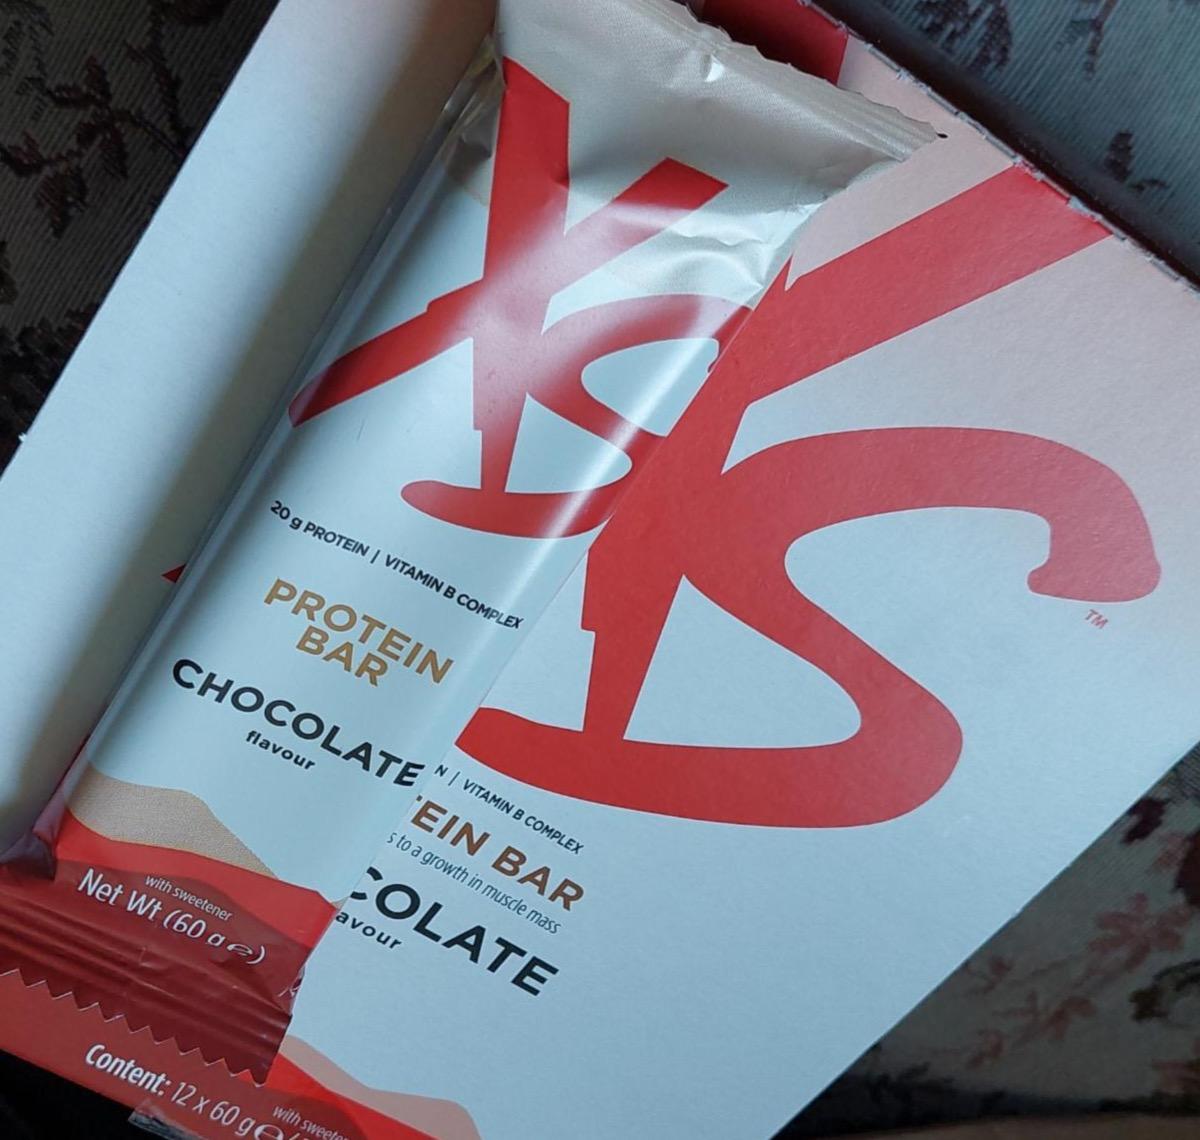 XS
20 g PROTEIN | VITAMIN B COMPLEX
PROTEIN
BAR
CHOCOLATE
flavour
with sweetener
Net Wt (60 g e)
XS
TM
N | VITAMIN B COMPLEX
TEIN BAR
s to a growth in muscle mass
COLATE
avour
Content: 12 x 60 g e
with sweetene